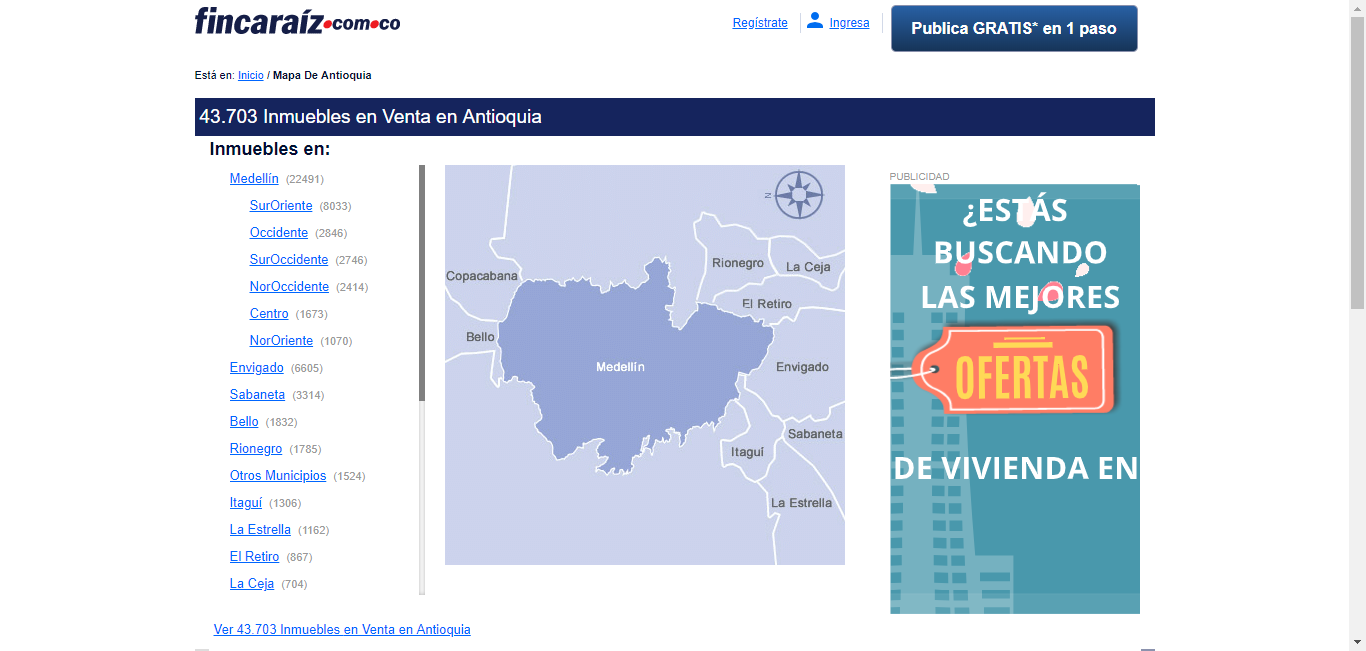 fincaraíz.com.co
Regístrate
Ingresa
Publica GRATIS* en 1 paso
Está en: Inicio / Mapa De Antioquia
43.703 Inmuebles en Venta en Antioquia
Inmuebles en:
Medellín (22491)
SurOriente (8033)
Occidente (2846)
SurOccidente (2746)
NorOccidente (2414)
Centro (1673)
NorOriente (1070)
Envigado (6605)
Sabaneta (3314)
Bello (1832)
Rionegro (1785)
Otros Municipios (1524)
Itaguí (1306)
La Estrella (1162)
El Retiro (867)
La Ceja (704)
Ver 43.703 Inmuebles en Venta en Antioquia
N
Copacabana
Rionegro
La Ceja
El Retiro
Bello
Medellín
Envigado
Sabaneta
Itaguí
La Estrella
PUBLICIDAD
¿ESTÁS
BUSCANDO
LAS MEJORES
OFERTAS
DE VIVIENDA EN